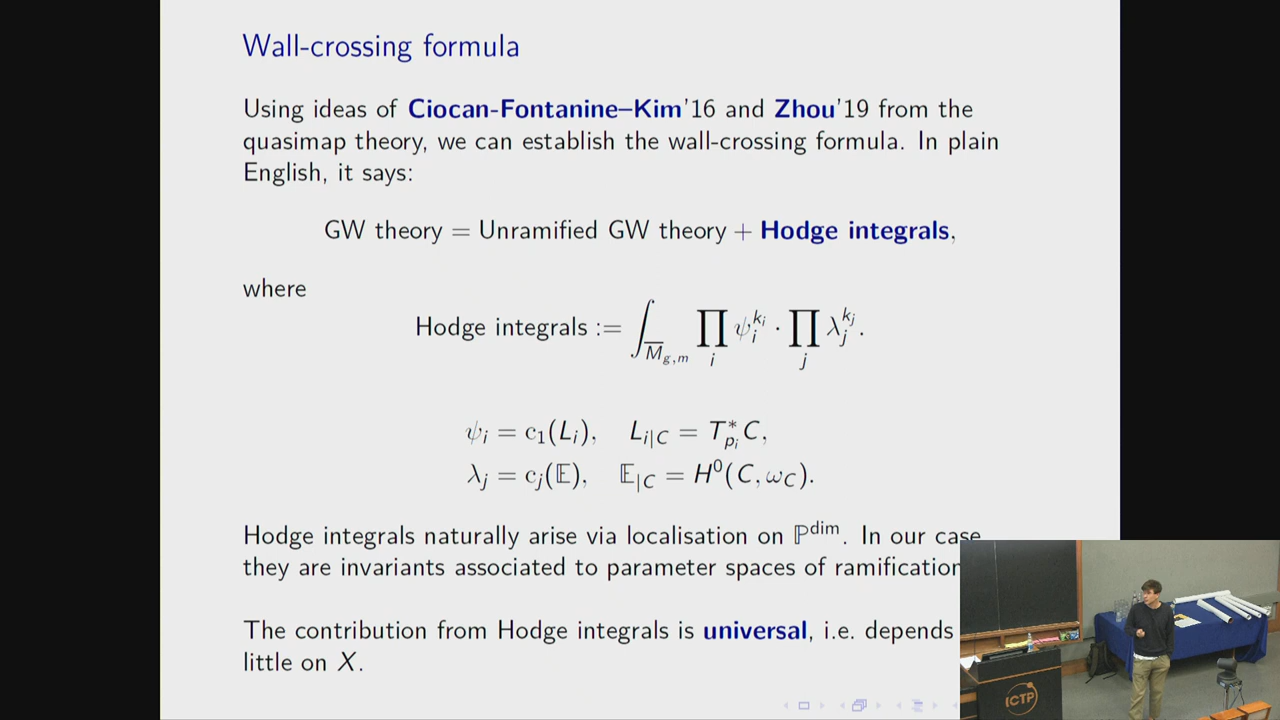 Wall-crossing formula
Using ideas of Ciocan-Fontanine–Kim'16 and Zhou'19 from the
quasimap theory, we can establish the wall-crossing formula. In plain
English, it says:
GW theory = Unramified GW theory + Hodge integrals,
where
Hodge integrals := ∫_{M̅_{g,m}} ∏_i ψ_i^{k_i} · ∏_j λ_j^{k_j}.
ψ_i = c₁(L_i), L_{i|C} = T*_{p_i} C,
λ_j = c_j(𝔼), 𝔼_{|C} = H⁰(C, ω_C).
Hodge integrals naturally arise via localisation on ℙ^dim. In our case
they are invariants associated to parameter spaces of ramification
The contribution from Hodge integrals is universal, i.e. depends
little on X.
ICTP